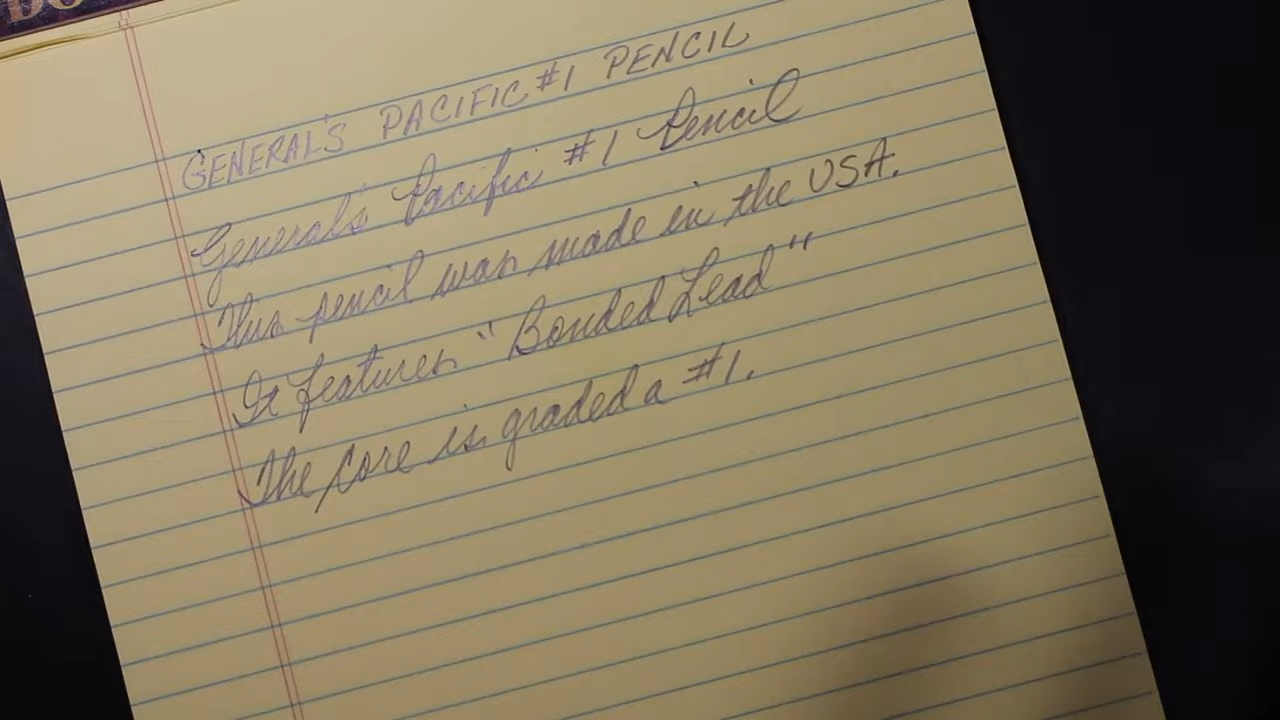 DO
GENERAL'S PACIFIC #1 PENCIL
General's Pacific #1 Pencil
This pencil was made in the USA.
It features "Bonded Lead"
The core is graded a #1.